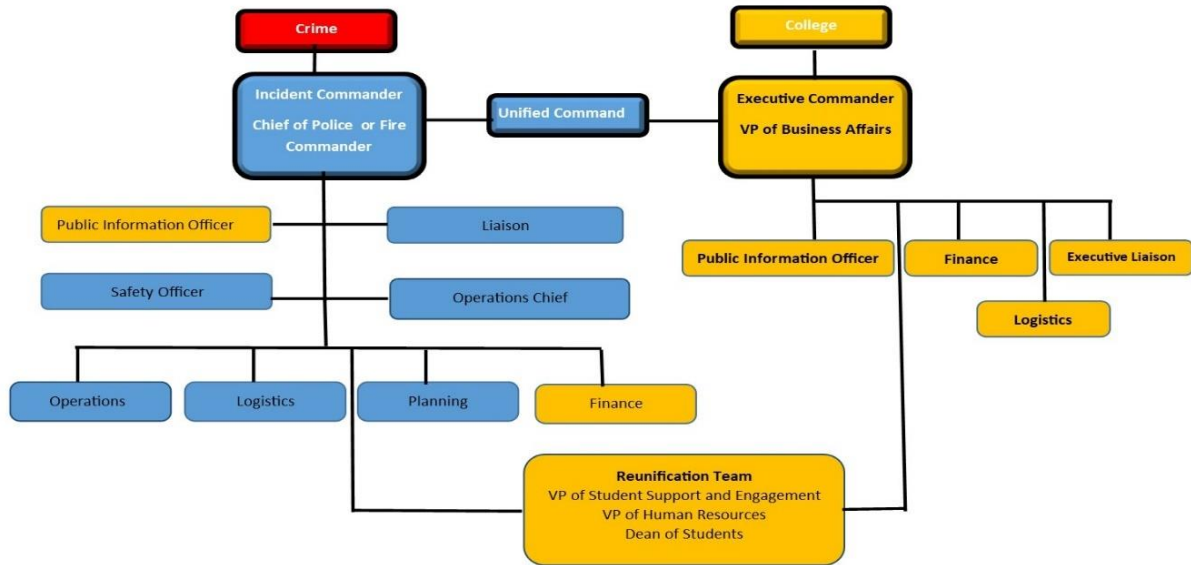 Crime
College
Incident Commander
Chief of Police or Fire
Commander
Unified Command
Executive Commander
VP of Business Affairs
Public Information Officer
Liaison
Safety Officer
Operations Chief
Public Information Officer
Finance
Executive Liaison
Logistics
Operations
Logistics
Planning
Finance
Reunification Team
VP of Student Support and Engagement
VP of Human Resources
Dean of Students